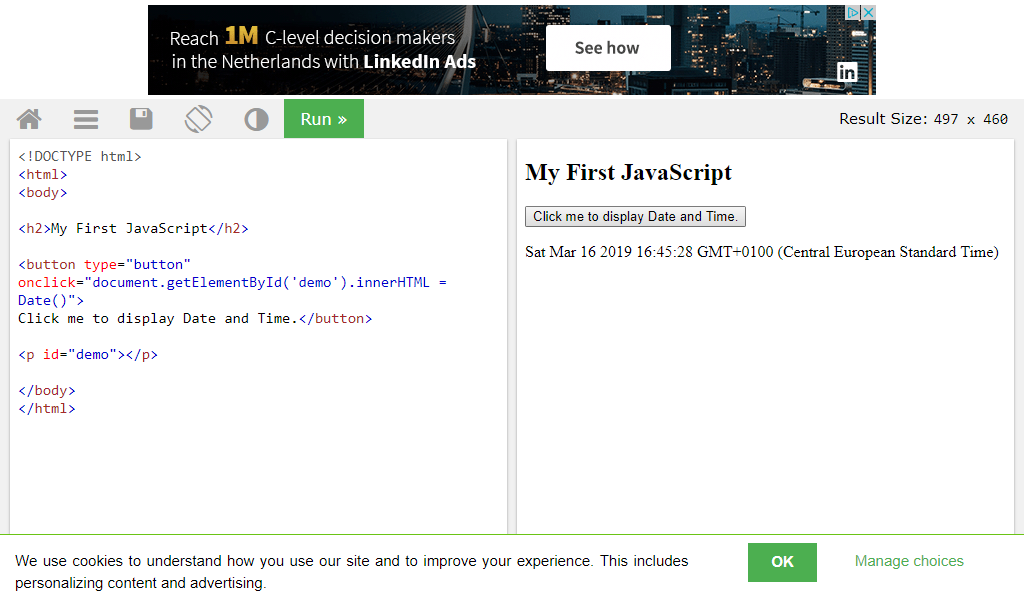 Reach 1M C-level decision makers
in the Netherlands with LinkedIn Ads
See how
in
Run »
Result Size: 497 x 460
<!DOCTYPE html>
<html>
<body>
<h2>My First JavaScript</h2>
<button type="button"
onclick="document.getElementById('demo').innerHTML =
Date()">
Click me to display Date and Time.</button>
<p id="demo"></p>
</body>
</html>
My First JavaScript
Click me to display Date and Time.
Sat Mar 16 2019 16:45:28 GMT+0100 (Central European Standard Time)
We use cookies to understand how you use our site and to improve your experience. This includes
personalizing content and advertising.
OK
Manage choices